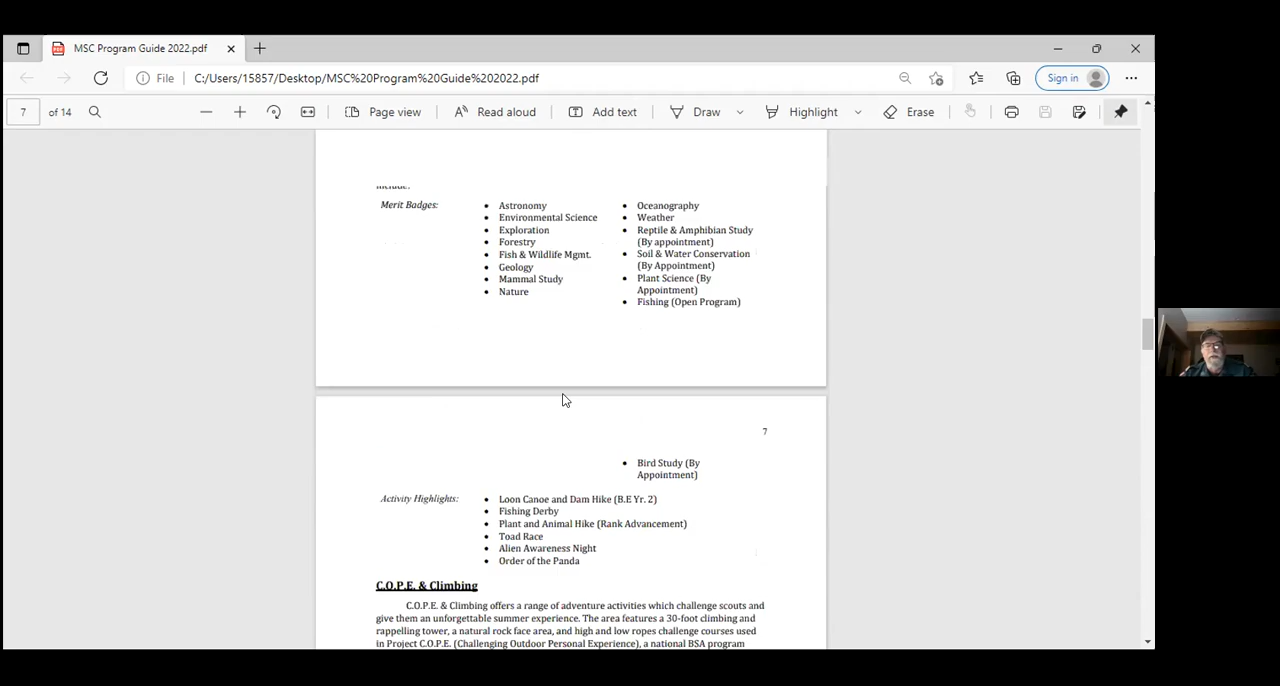 MSC Program Guide 2022.pdf
File
C:/Users/15857/Desktop/MSC%20Program%20Guide%202022.pdf
Sign in
7 of 14
Page view
Read aloud
Add text
Draw
Highlight
Erase
include:
Merit Badges:
• Astronomy
• Environmental Science
• Exploration
• Forestry
• Fish & Wildlife Mgmt.
• Geology
• Mammal Study
• Nature
• Oceanography
• Weather
• Reptile & Amphibian Study
(By appointment)
• Soil & Water Conservation
(By Appointment)
• Plant Science (By
Appointment)
• Fishing (Open Program)
7
• Bird Study (By
Appointment)
Activity Highlights:
• Loon Canoe and Dam Hike (B.E Yr. 2)
• Fishing Derby
• Plant and Animal Hike (Rank Advancement)
• Toad Race
• Alien Awareness Night
• Order of the Panda
C.O.P.E. & Climbing
C.O.P.E. & Climbing offers a range of adventure activities which challenge scouts and
give them an unforgettable summer experience. The area features a 30-foot climbing and
rappelling tower, a natural rock face area, and high and low ropes challenge courses used
in Project C.O.P.E. (Challenging Outdoor Personal Experience), a national BSA program